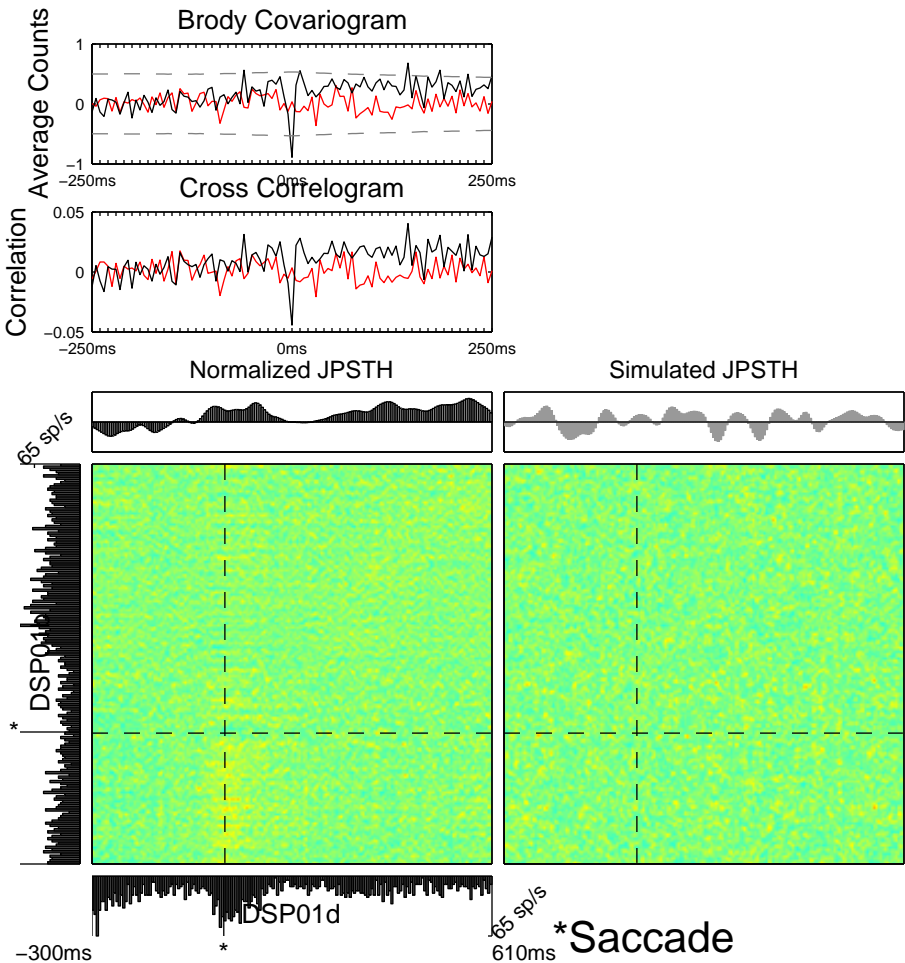 Brody Covariogram
Average Counts
1
0
−1
−250ms
0ms
250ms
Cross Correlogram
Correlation
0.05
0
−0.05
−250ms
0ms
250ms
Normalized JPSTH
Simulated JPSTH
65 sp/s
DSP01d
*
DSP01d
65 sp/s
*
−300ms
610ms
*Saccade